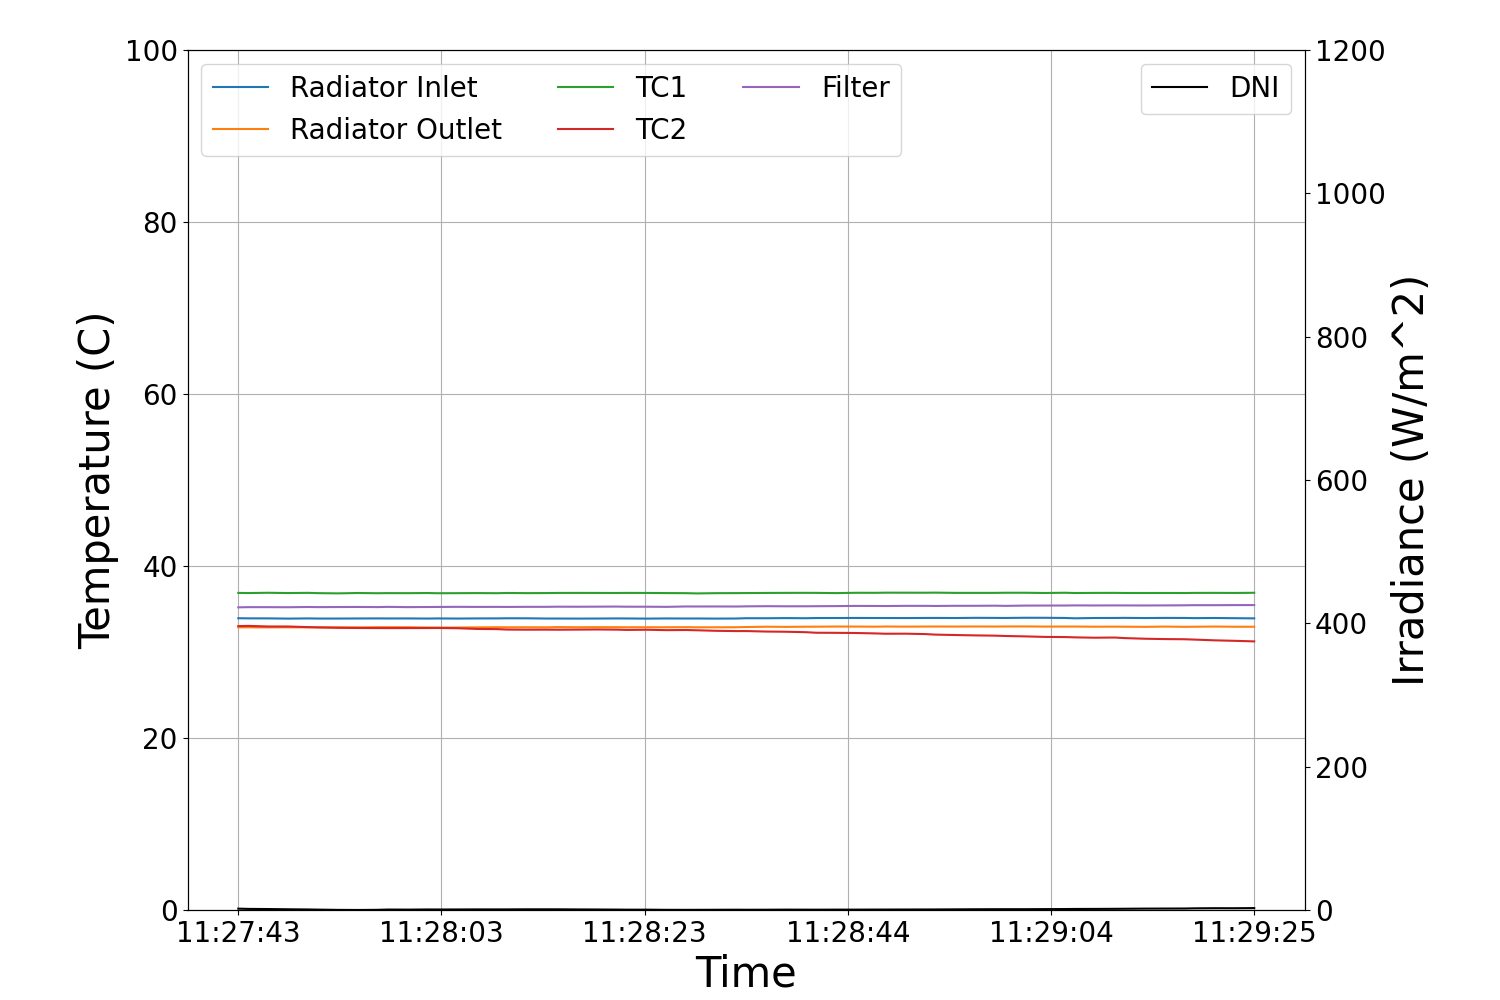 Radiator Inlet
Radiator Outlet
TC1
TC2
Filter
DNI
Temperature (C)
100
80
60
40
20
0
Irradiance (W/m^2)
1200
1000
800
600
400
200
0
11:27:43 11:28:03 11:28:23 11:28:44 11:29:04 11:29:25
Time